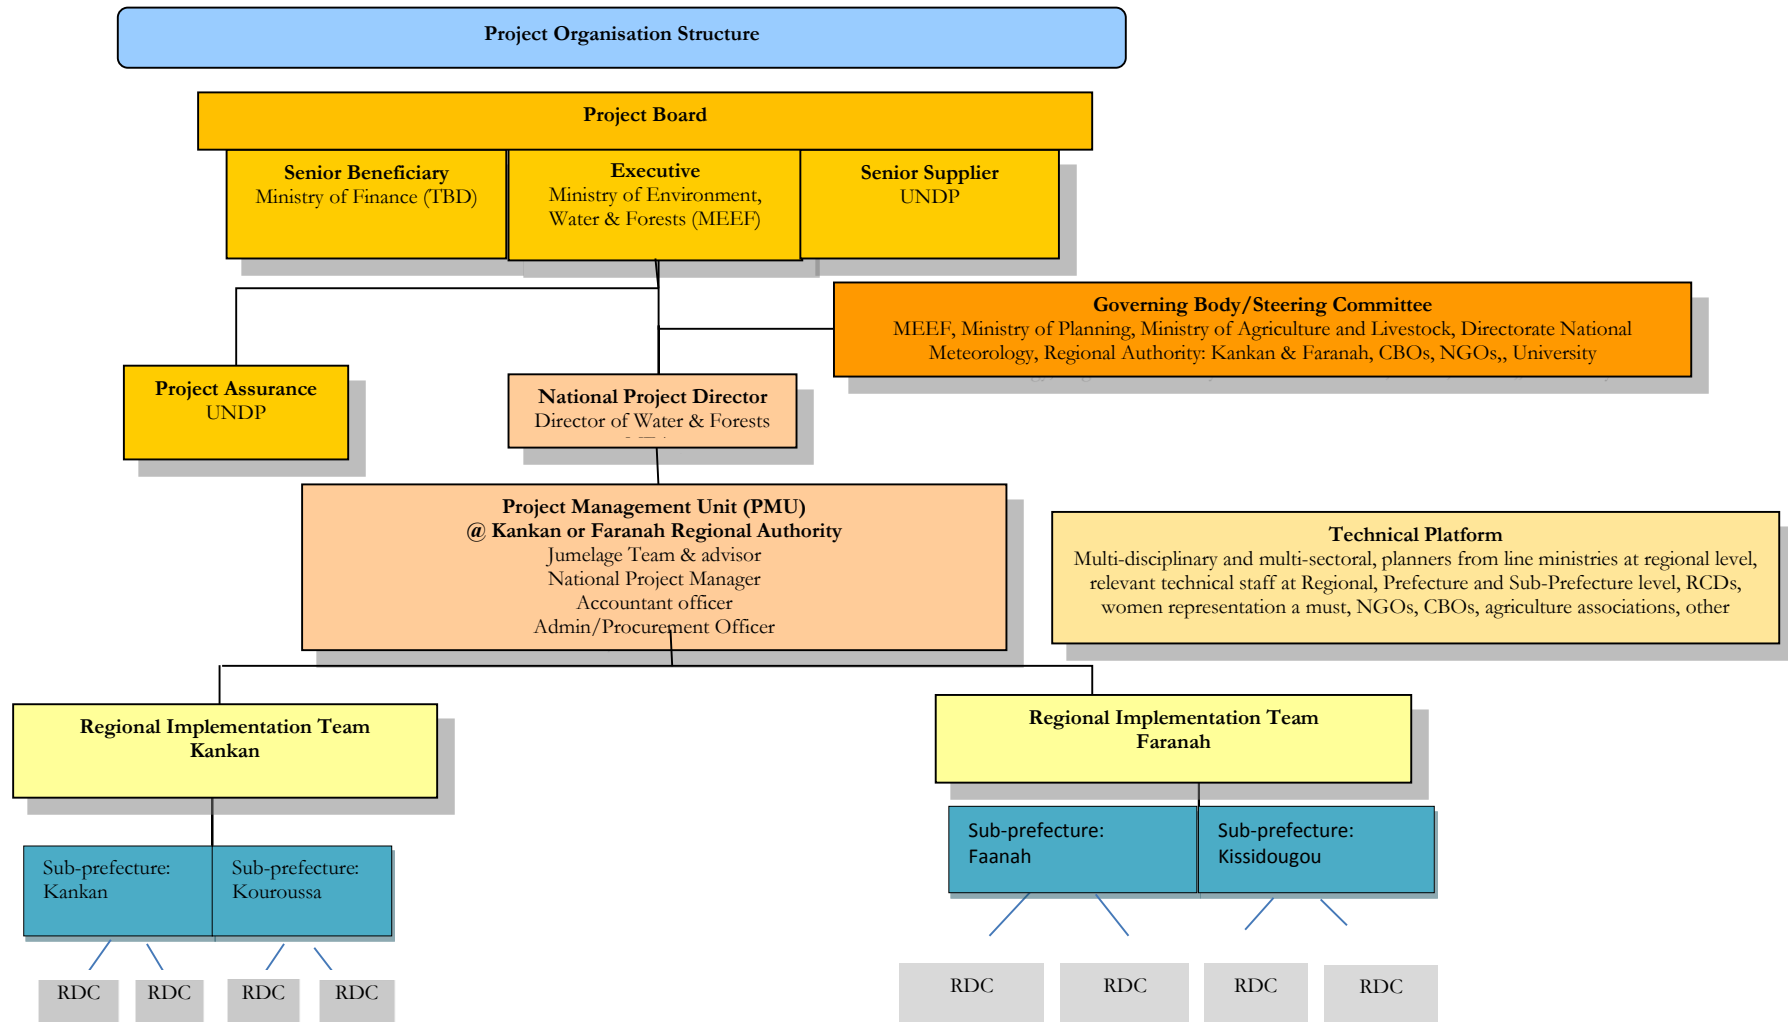 Project Organisation Structure
Project Board
Senior Beneficiary
Ministry of Finance (TBD)
Executive
Ministry of Environment,
Water & Forests (MEEF)
Senior Supplier
UNDP
Governing Body/Steering Committee
MEEF, Ministry of Planning, Ministry of Agriculture and Livestock, Directorate National
Meteorology, Regional Authority: Kankan & Faranah, CBOs, NGOs,, University
Project Assurance
UNDP
National Project Director
Director of Water & Forests
Project Management Unit (PMU)
@ Kankan or Faranah Regional Authority
Jumelage Team & advisor
National Project Manager
Accountant officer
Admin/Procurement Officer
Technical Platform
Multi-disciplinary and multi-sectoral, planners from line ministries at regional level,
relevant technical staff at Regional, Prefecture and Sub-Prefecture level, RCDs,
women representation a must, NGOs, CBOs, agriculture associations, other
Regional Implementation Team
Kankan
Regional Implementation Team
Faranah
Sub-prefecture:
Kankan
Sub-prefecture:
Kouroussa
Sub-prefecture:
Faanah
Sub-prefecture:
Kissidougou
RDC
RDC
RDC
RDC
RDC
RDC
RDC
RDC